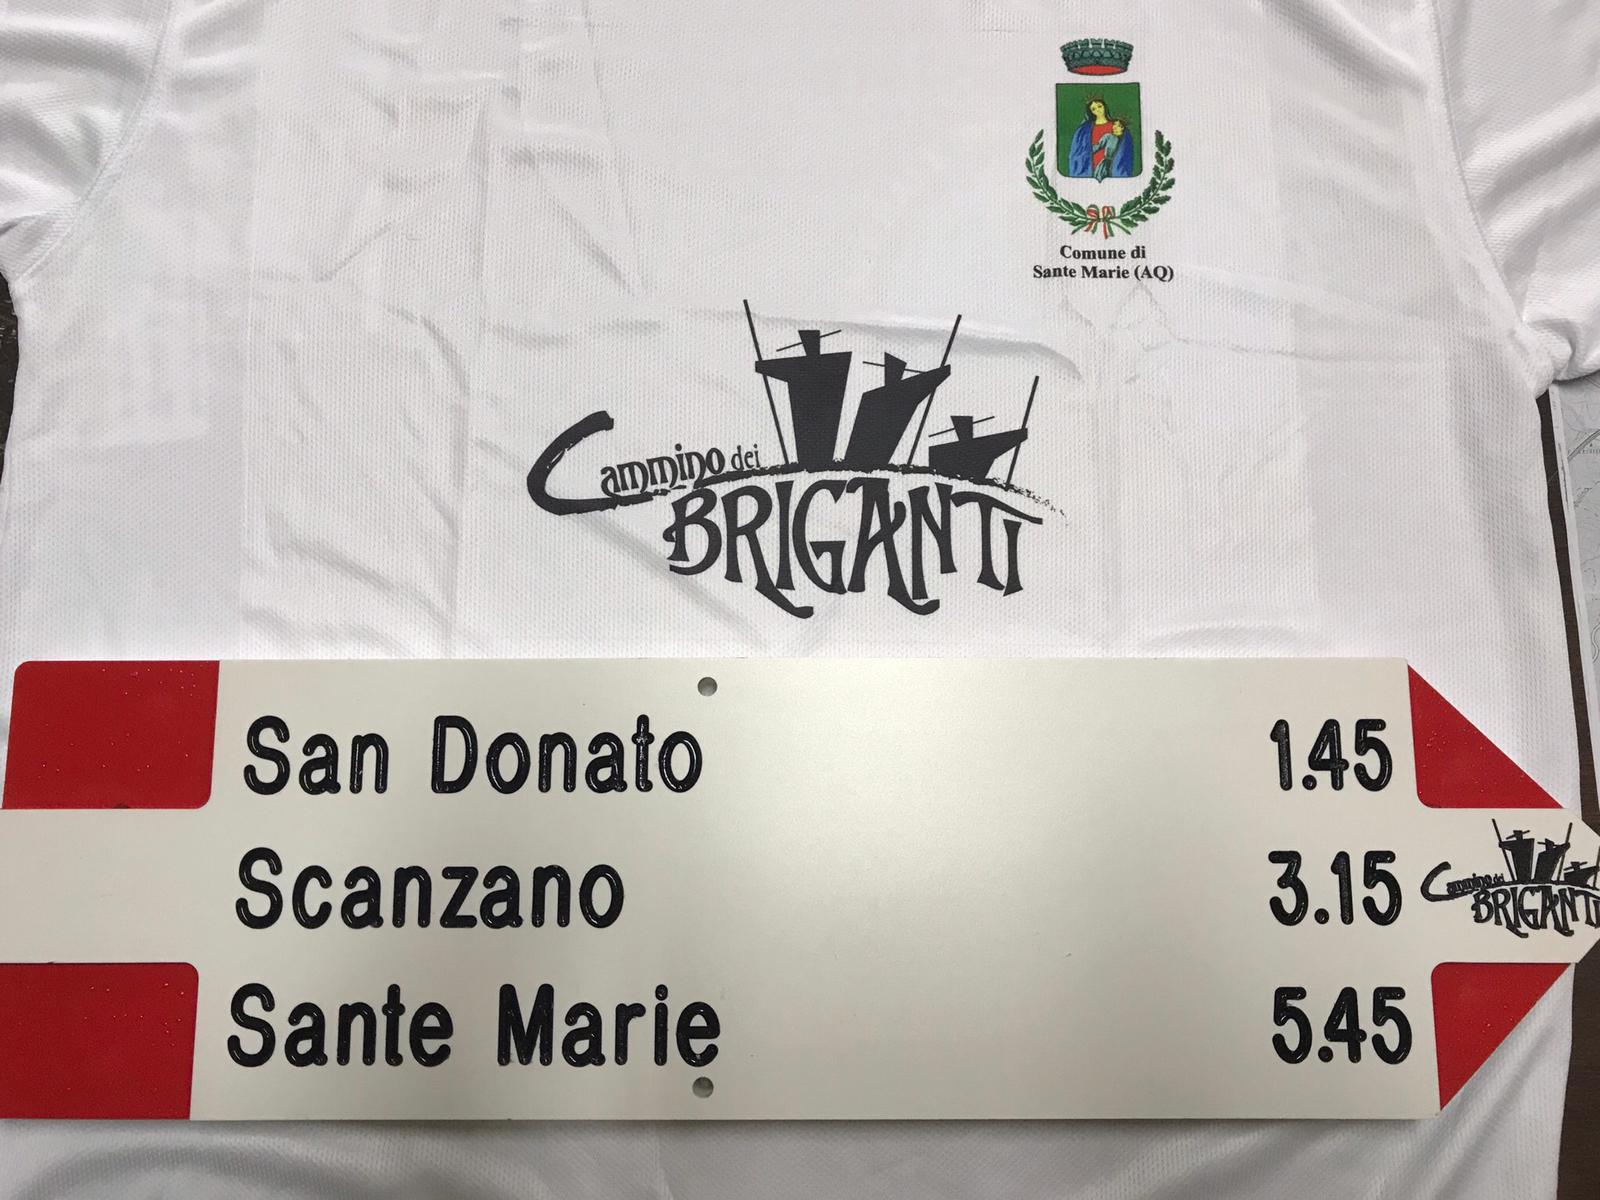 Comune di
Sante Marie (AQ)
Cammino dei
BRIGANTI
San Donato 1.45
Scanzano 3.15
Sante Marie 5.45
Cammino dei
BRIGANTI